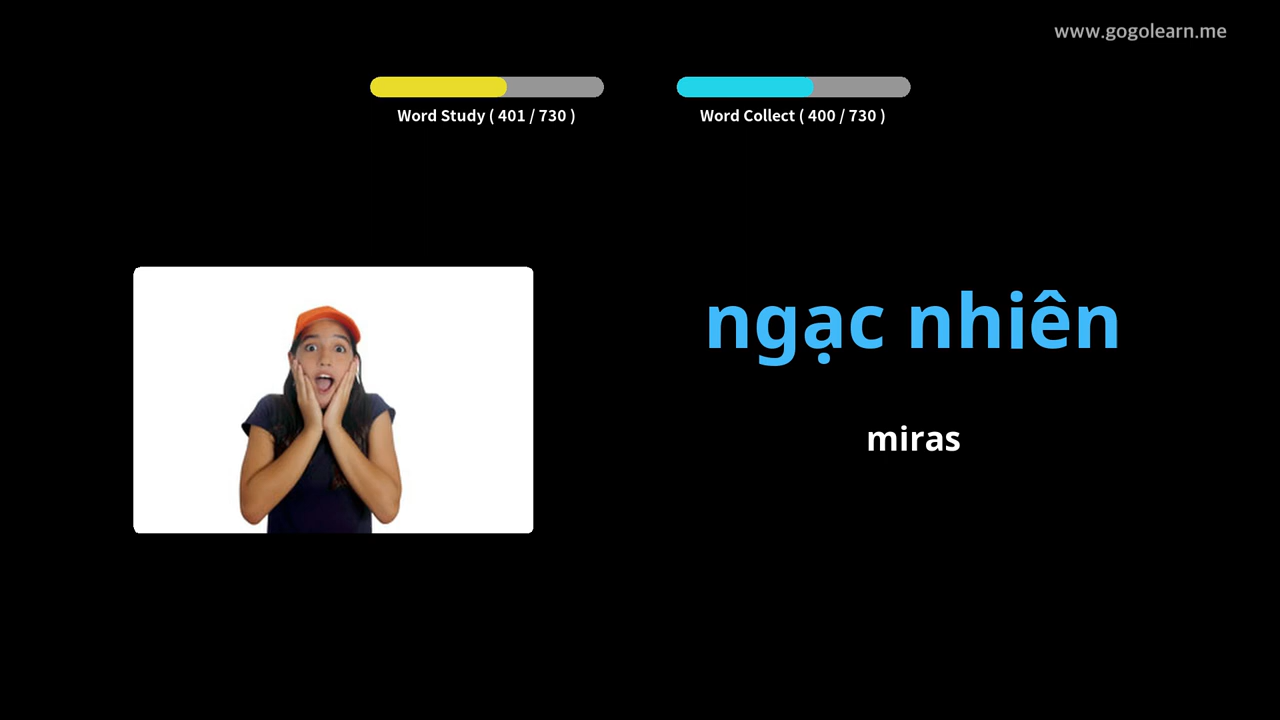 www.gogolearn.me
Word Study ( 401 / 730 )
Word Collect ( 400 / 730 )
ngạc nhiên
miras